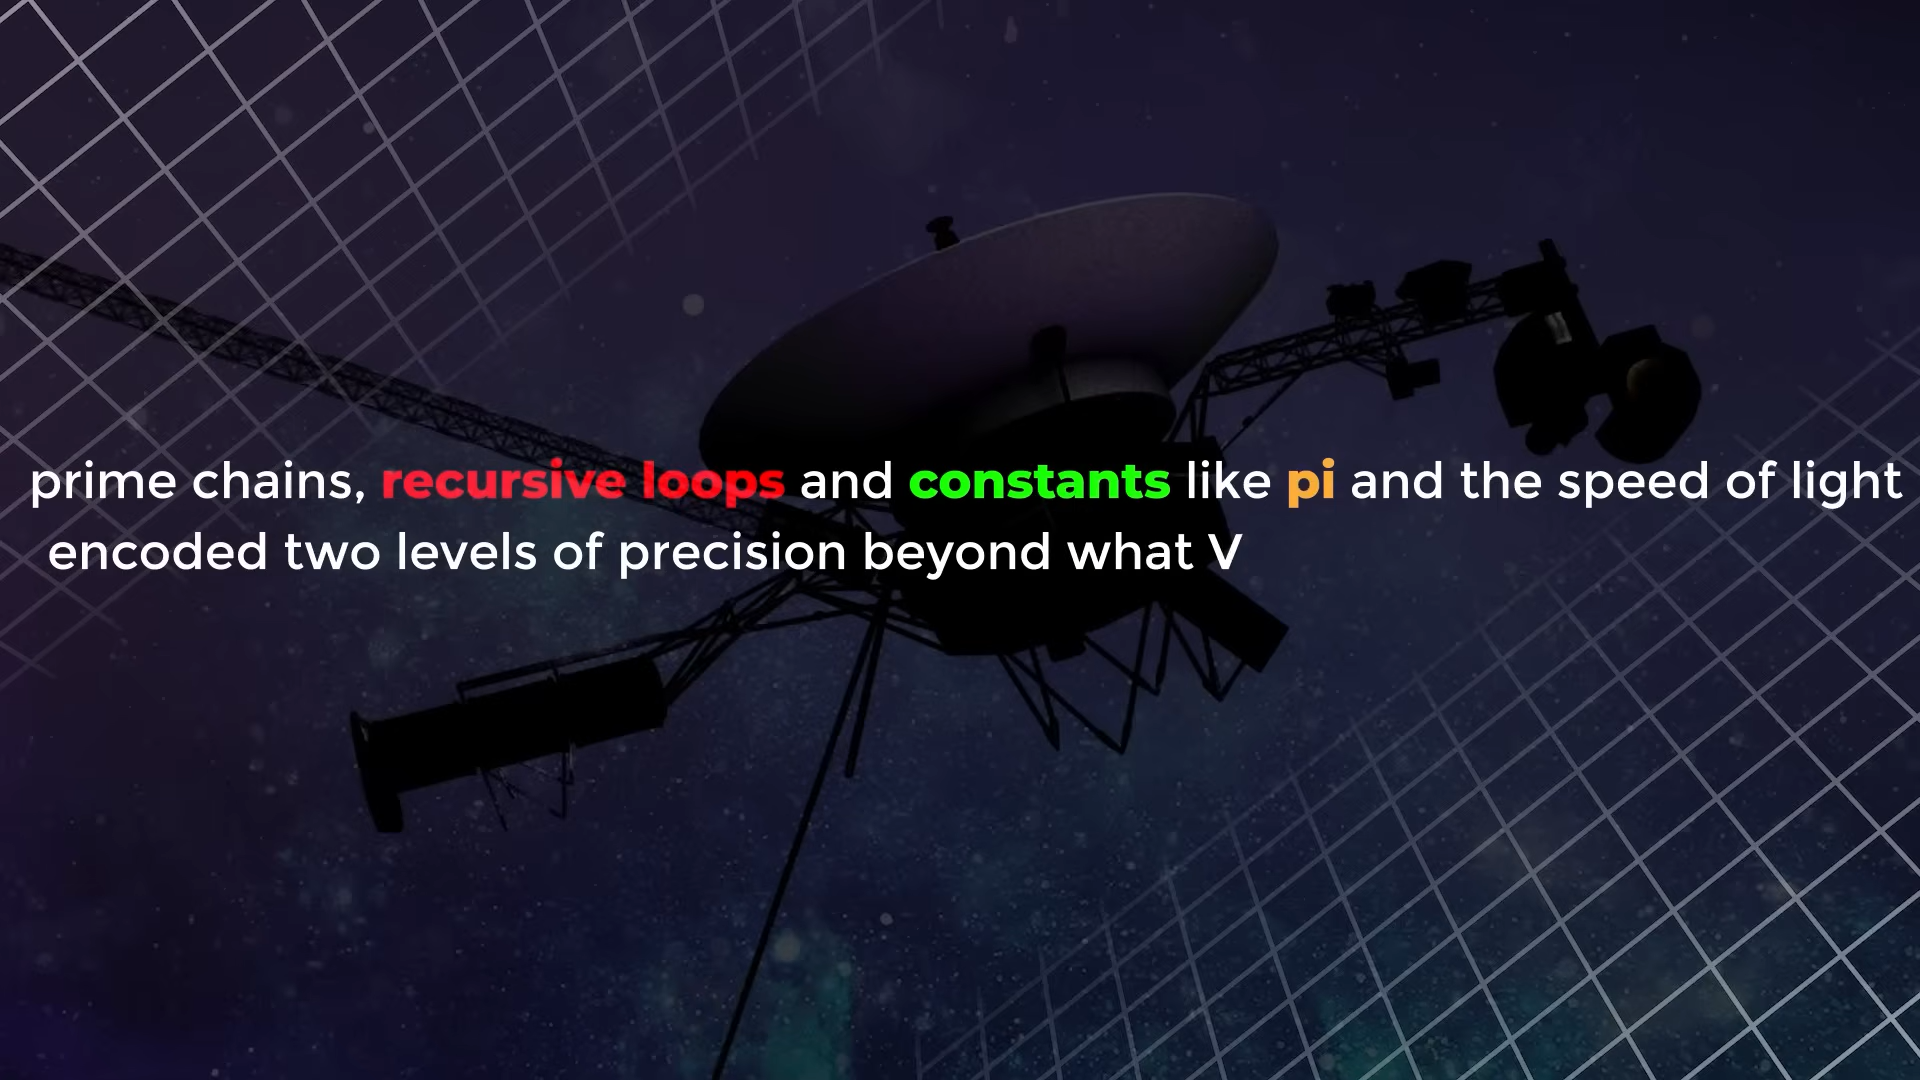 prime chains, recursive loops and constants like pi and the speed of light
encoded two levels of precision beyond what V